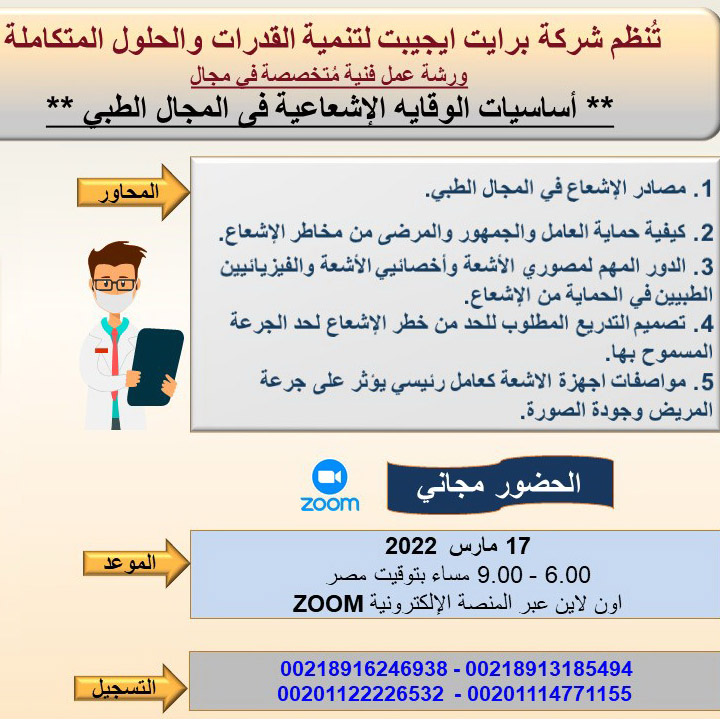 تُنظم شركة برايت ايجيبت لتنمية القدرات والحلول المتكاملة
ورشة عمل فنية مُتخصصة في مجال
** أساسيات الوقايه الإشعاعية فى المجال الطبي **
المحاور
1. مصادر الإشعاع في المجال الطبي.
2. كيفية حماية العامل والجمهور والمرضى من مخاطر الإشعاع.
3. الدور المهم لمصوري الأشعة وأخصائيي الأشعة والفيزيائيين
الطبيين في الحماية من الإشعاع.
4. تصميم التدريع المطلوب للحد من خطر الإشعاع لحد الجرعة
المسموح بها.
5. مواصفات اجهزة الاشعة كعامل رئيسي يؤثر على جرعة
المريض وجودة الصورة.
الحضور مجاني
zoom
الموعد
17 مارس 2022
6.00 - 9.00 مساء بتوقيت مصر
اون لاين عبر المنصة الإلكترونية ZOOM
التسجيل
00218916246938 - 00218913185494
00201122226532 - 00201114771155